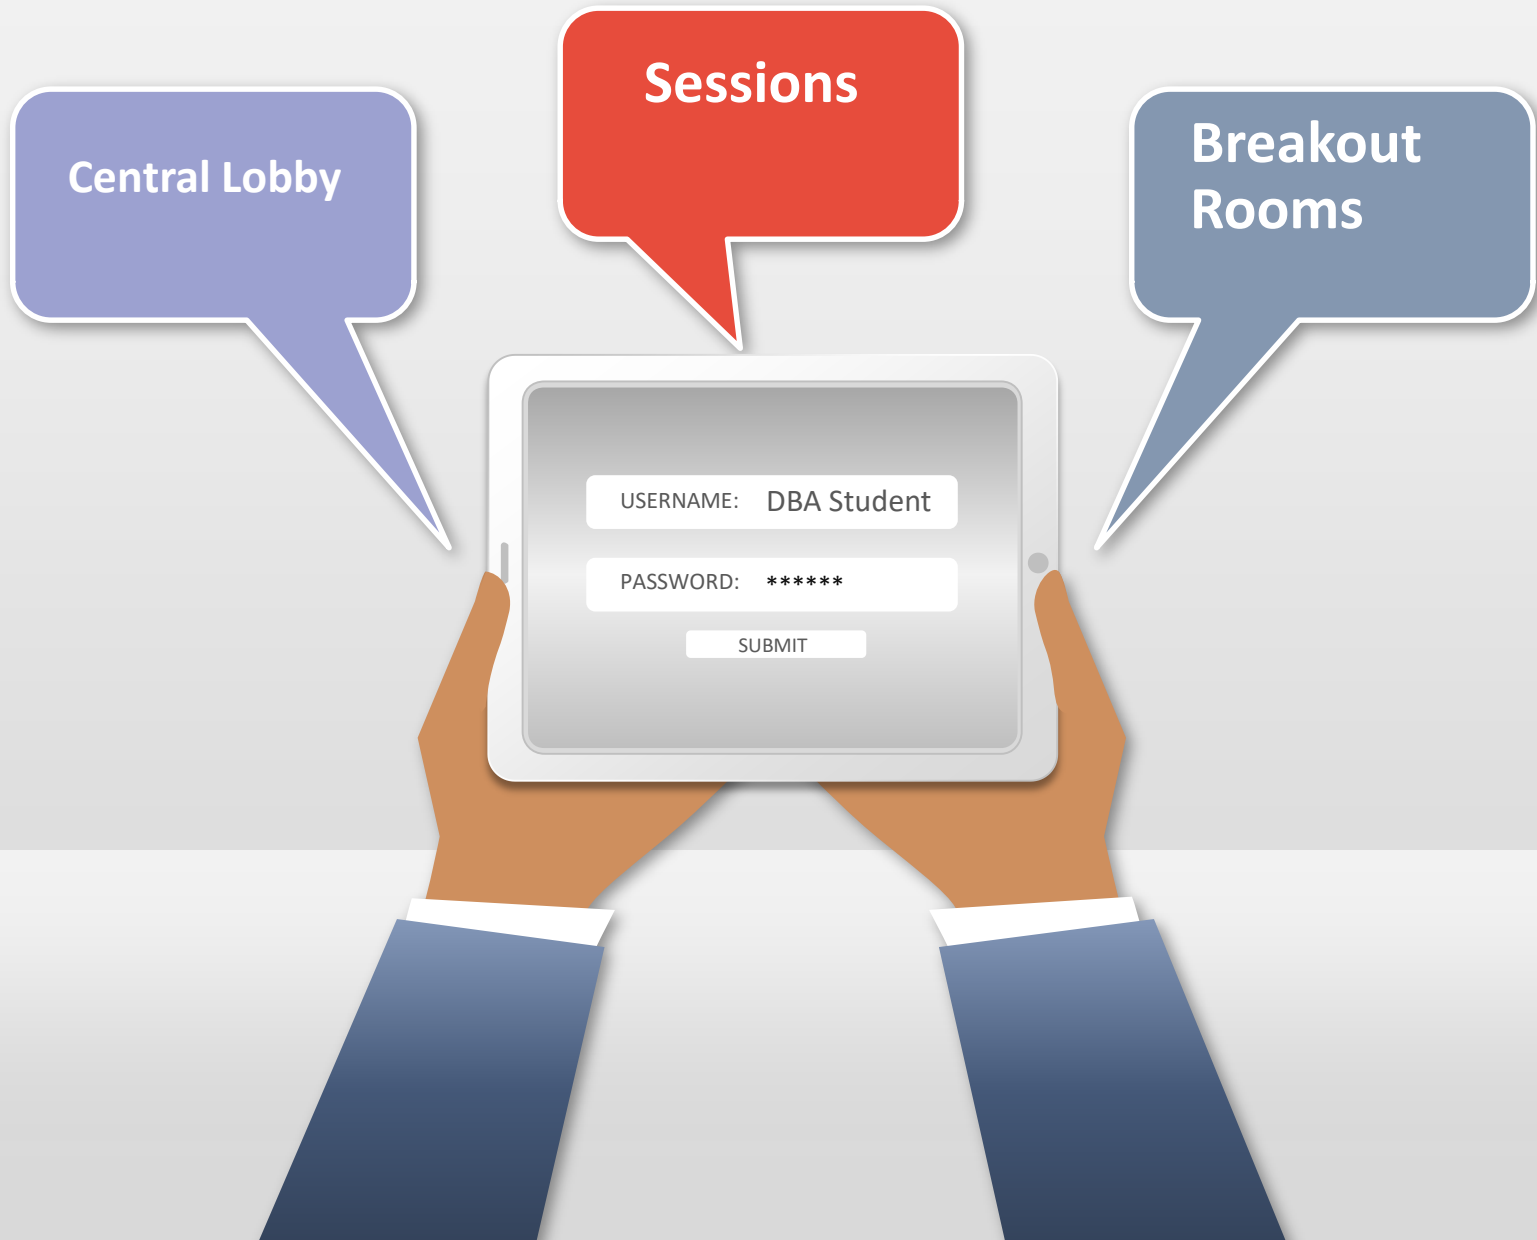 Sessions
Central Lobby
Breakout
Rooms
USERNAME: DBA Student
PASSWORD: ******
SUBMIT